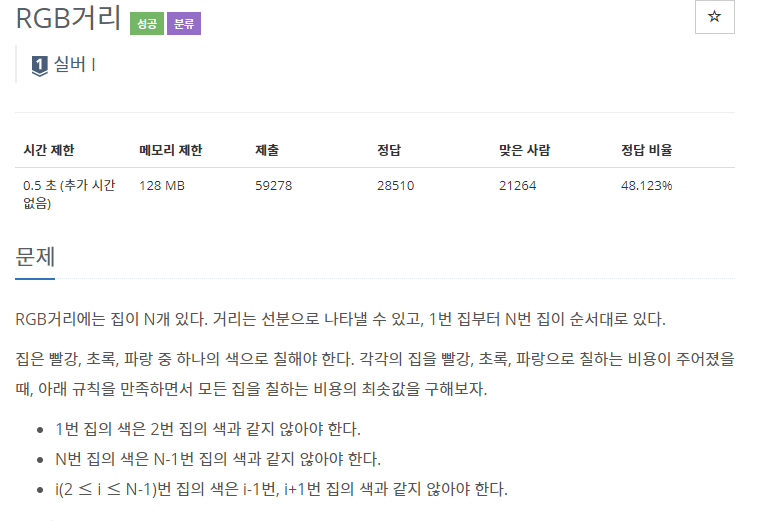 RGB거리 성공 분류
☆
1 실버 I
시간 제한 메모리 제한 제출 정답 맞은 사람 정답 비율
0.5 초 (추가 시간 128 MB 59278 28510 21264 48.123%
없음)
문제
RGB거리에는 집이 N개 있다. 거리는 선분으로 나타낼 수 있고, 1번 집부터 N번 집이 순서대로 있다.
집은 빨강, 초록, 파랑 중 하나의 색으로 칠해야 한다. 각각의 집을 빨강, 초록, 파랑으로 칠하는 비용이 주어졌을
때, 아래 규칙을 만족하면서 모든 집을 칠하는 비용의 최솟값을 구해보자.
• 1번 집의 색은 2번 집의 색과 같지 않아야 한다.
• N번 집의 색은 N-1번 집의 색과 같지 않아야 한다.
• i(2 ≤ i ≤ N-1)번 집의 색은 i-1번, i+1번 집의 색과 같지 않아야 한다.